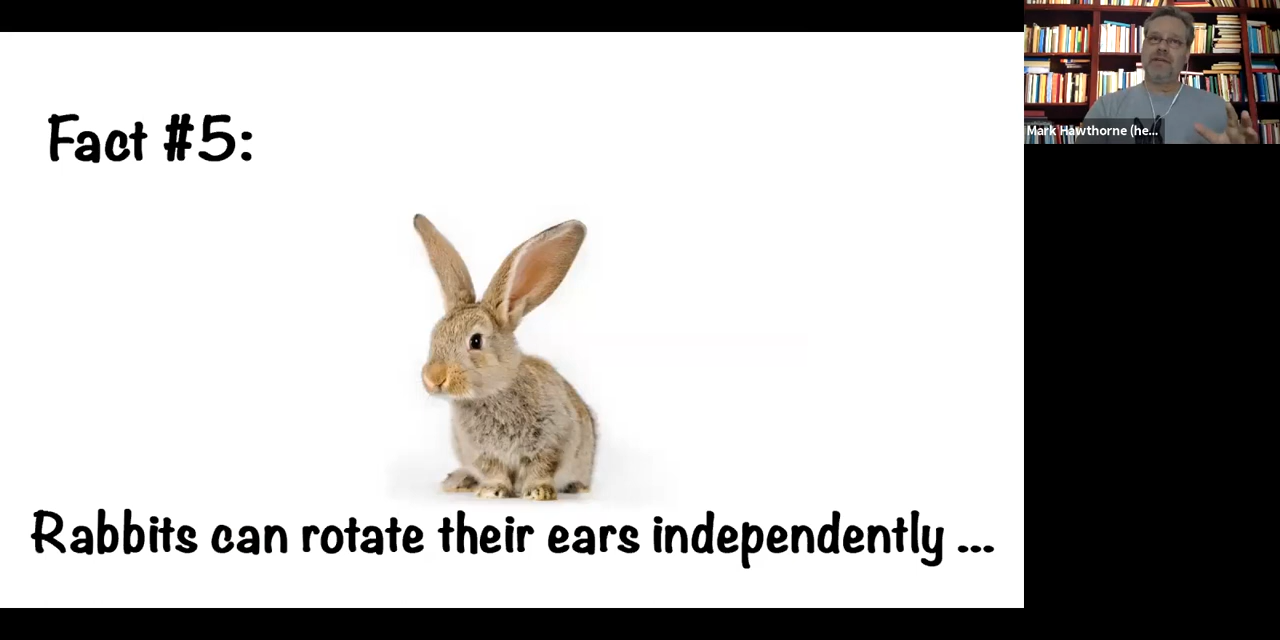 Fact #5:
Mark Hawthorne (he...
Rabbits can rotate their ears independently ...